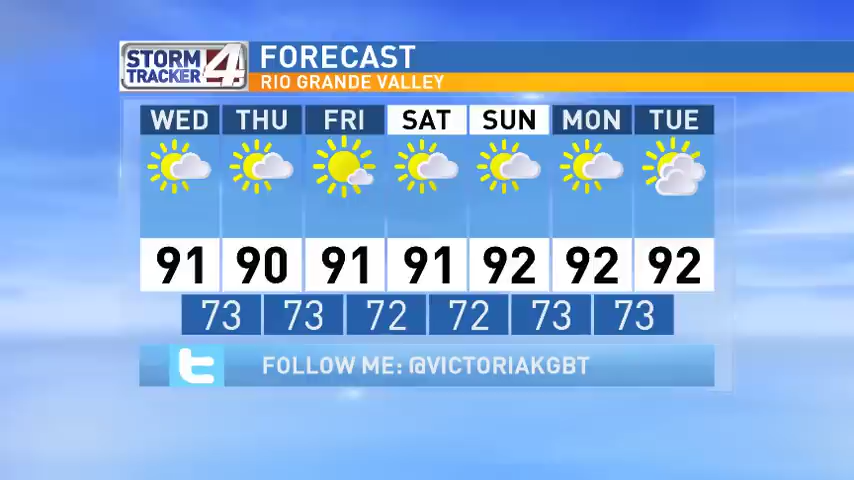 STORM TRACKER 4
FORECAST
RIO GRANDE VALLEY
WED THU FRI SAT SUN MON TUE
91 90 91 91 92 92 92
73 73 72 72 73 73
FOLLOW ME: @VICTORIAKGBT